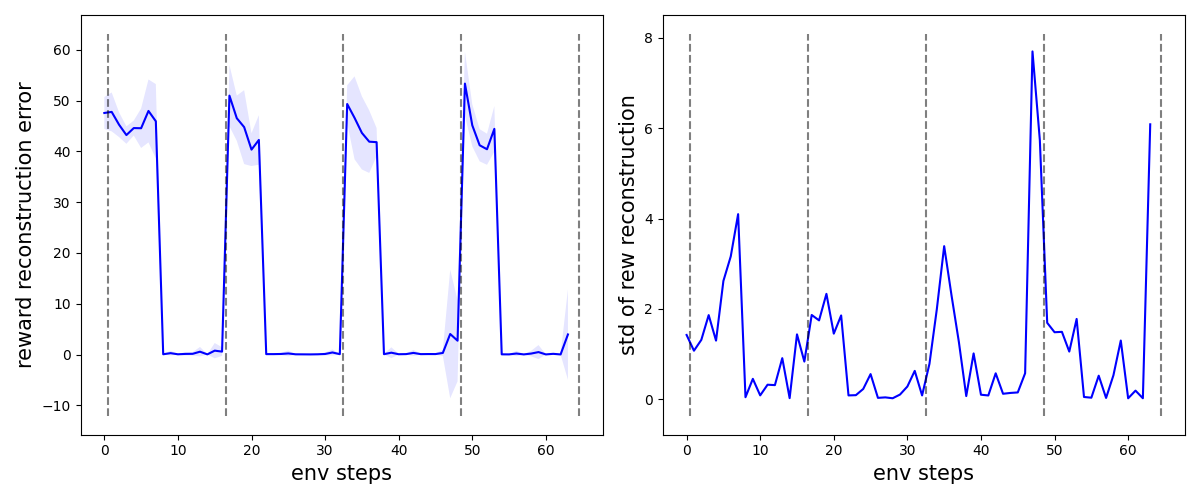 reward reconstruction error
60
50
40
30
20
10
0
−10
0 10 20 30 40 50 60
env steps
std of rew reconstruction
8
6
4
2
0
0 10 20 30 40 50 60
env steps